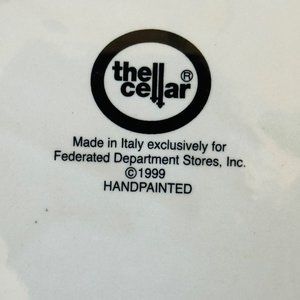 the
cellar®
Made in Italy exclusively for
Federated Department Stores, Inc.
©1999
HANDPAINTED